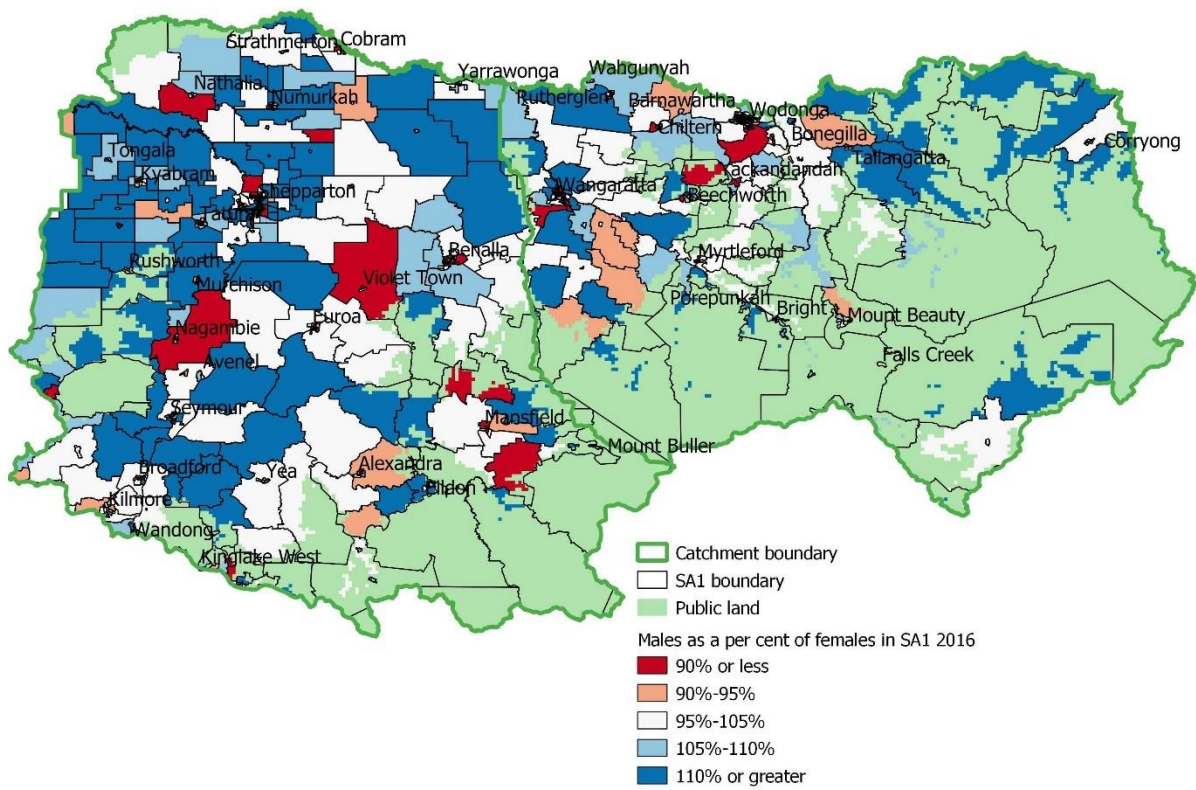 Strathmerton
Cobram
Nathalia
Numurkah
Yarrawonga
Wahgunyah
Rutherglen
Barnawartha
Wodonga
Chiltern
Bonegilla
Corryong
Tallangatta
Tongala
Kyabram
Shepparton
Tatura
Wangaratta
Yackandandah
Beechworth
Rushworth
Murchison
Benalla
Violet Town
Myrtleford
Porepunkah
Bright
Mount Beauty
Falls Creek
Nagambie
Euroa
Avenel
Seymour
Mansfield
Mount Buller
Broadford
Yea
Alexandra
Eildon
Kilmore
Wandong
Kinglake West
Catchment boundary
SA1 boundary
Public land
Males as a per cent of females in SA1 2016
90% or less
90%-95%
95%-105%
105%-110%
110% or greater